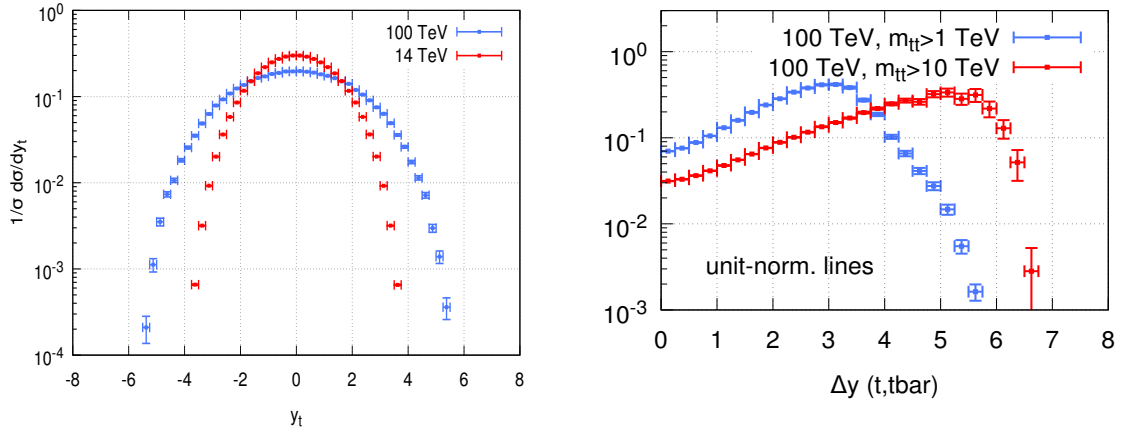 100 TeV
14 TeV
10^0
10^-1
10^-2
10^-3
10^-4
1/σ dσ/dy_t
-8 -6 -4 -2 0 2 4 6 8
y_t
100 TeV, m_tt>1 TeV
100 TeV, m_tt>10 TeV
10^0
10^-1
10^-2
10^-3
unit-norm. lines
0 1 2 3 4 5 6 7 8
Δy (t,tbar)